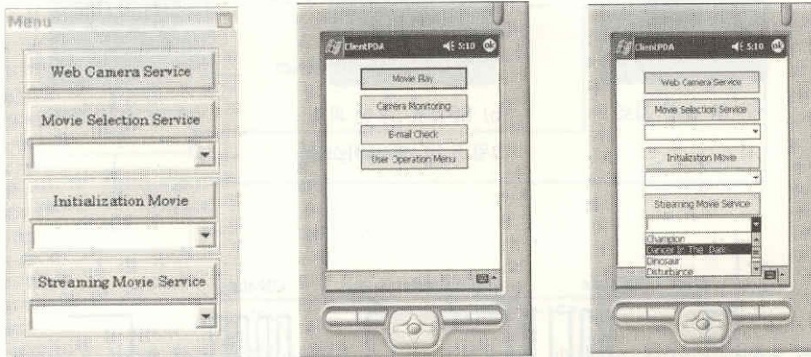 Menu
Web Camera Service
Movie Selection Service
Initialization Movie
Streaming Movie Service
ClientPDA 5:10 ok
Movie Play
Camera Monitoring
E-mail Check
User Operation Menu
ClientPDA 5:10 ok
Web Camera Service
Movie Selection Service
Initialization Movie
Streaming Movie Service
Champion
Dancer In The Dark
Dinosaur
Disturbance